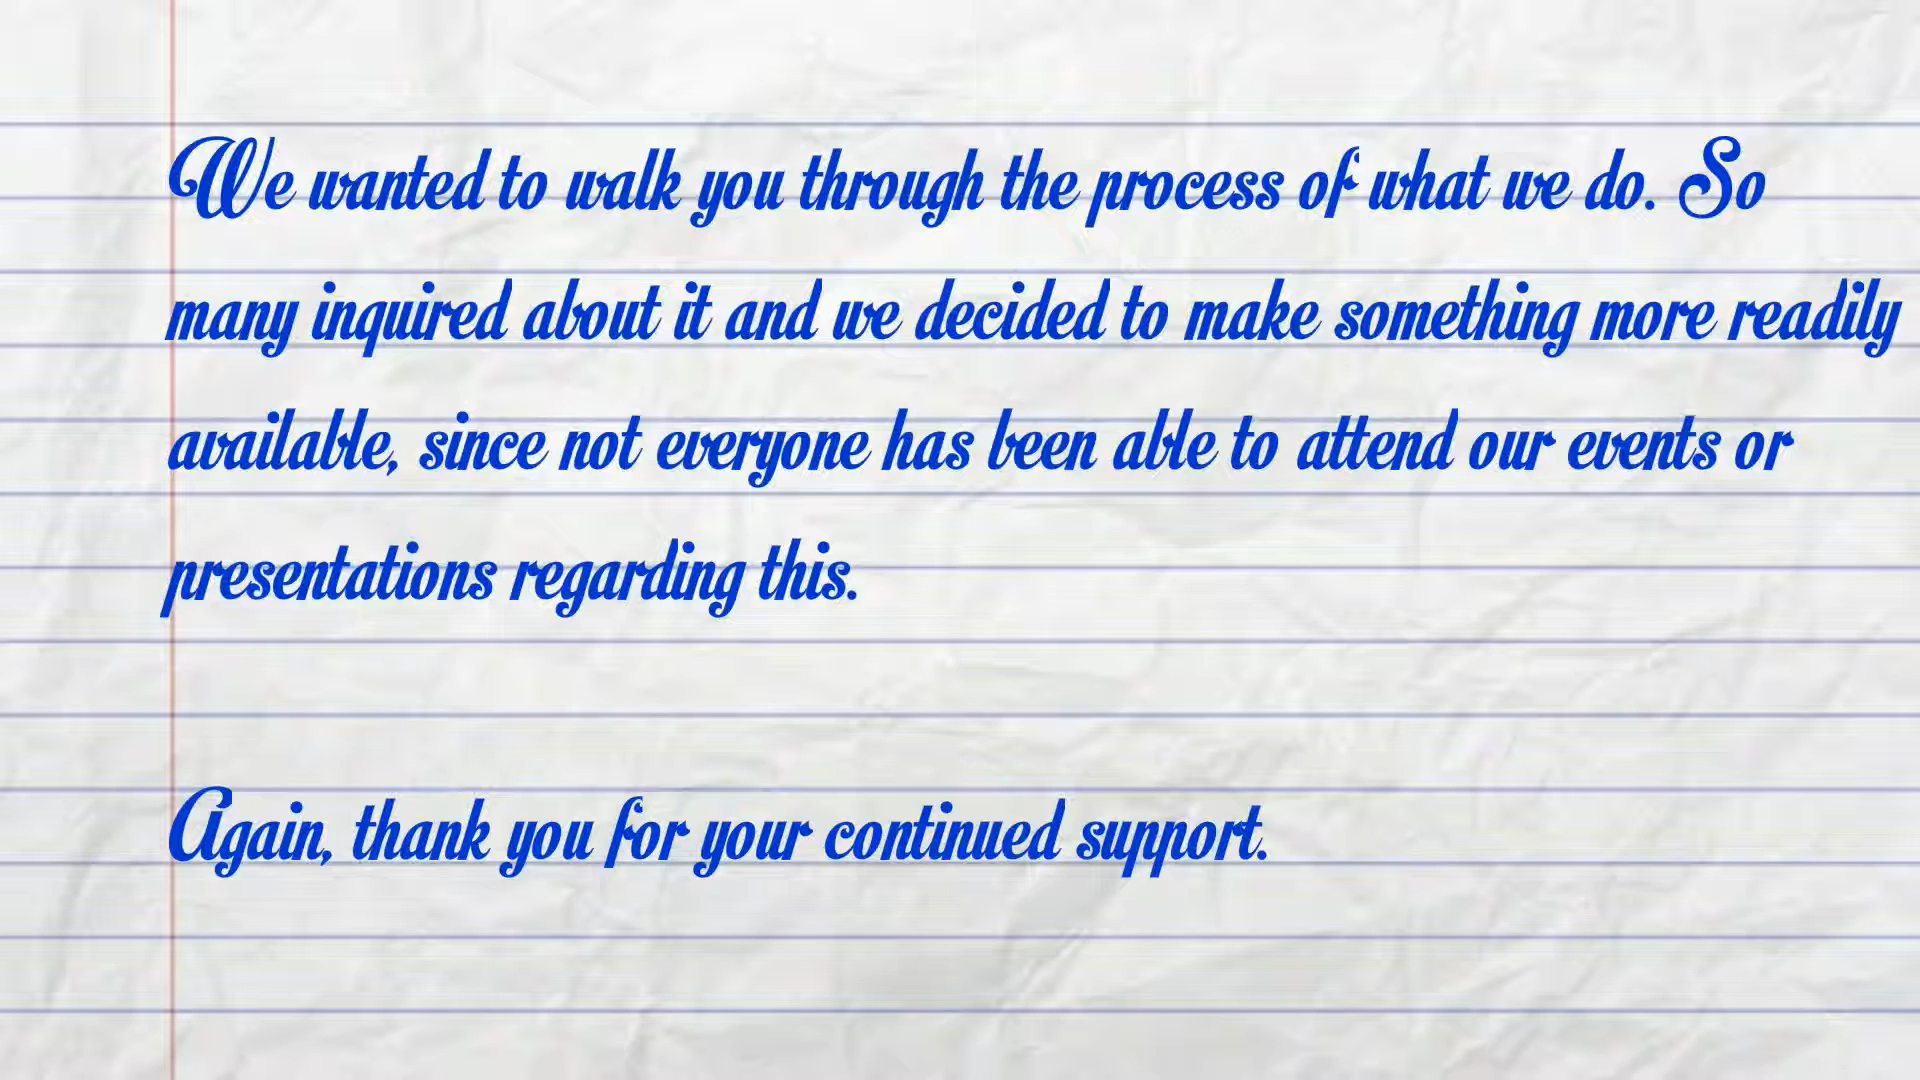 We wanted to walk you through the process of what we do. So
many inquired about it and we decided to make something more readily
available, since not everyone has been able to attend our events or
presentations regarding this.
Again, thank you for your continued support.